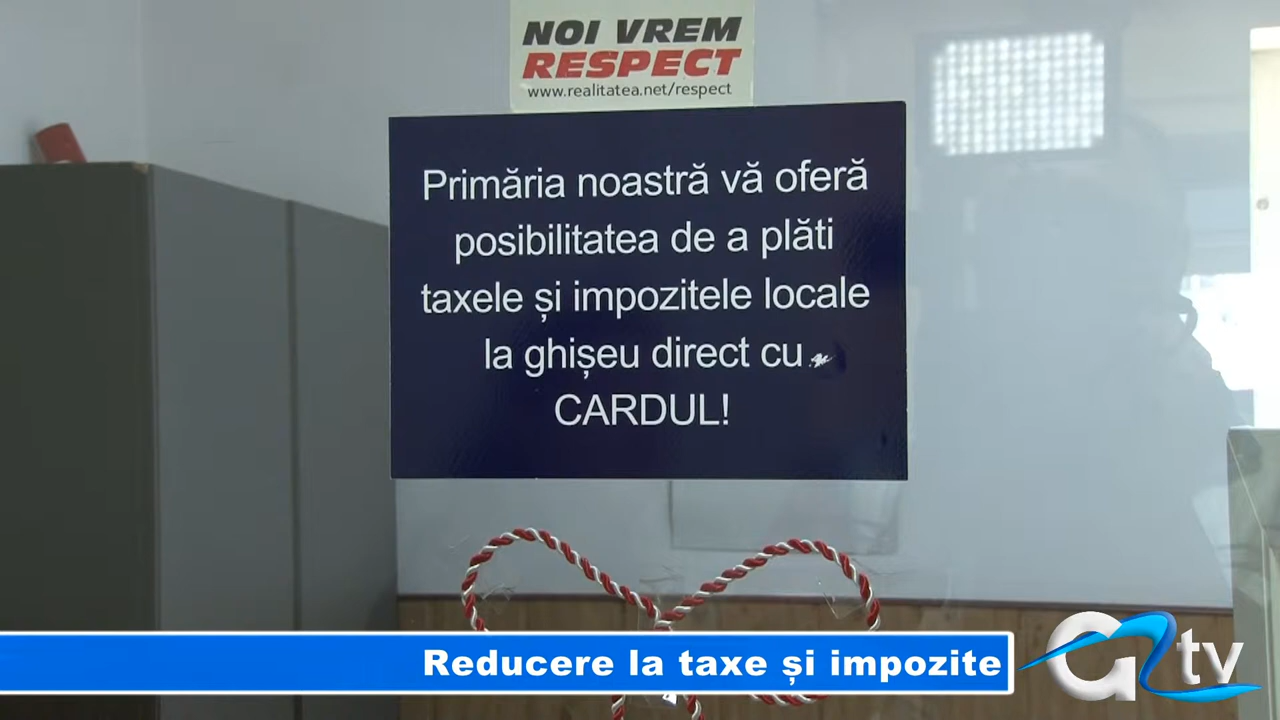 NOI VREM
RESPECT
www.realitatea.net/respect
Primăria noastră vă oferă
posibilitatea de a plăti
taxele și impozitele locale
la ghișeu direct cu
CARDUL!
Reducere la taxe și impozite
a2 tv